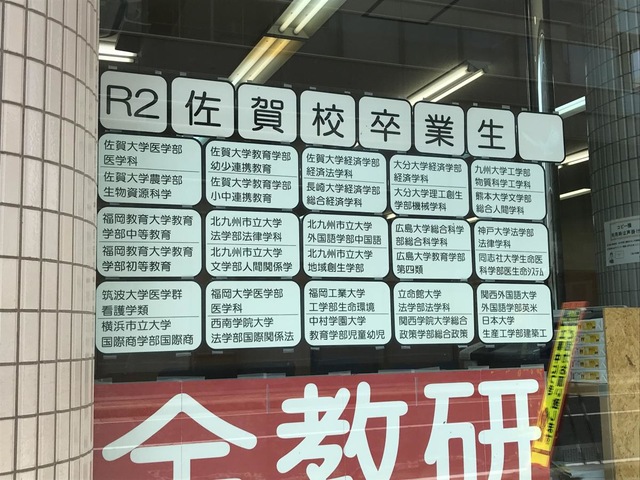 R2 佐賀校卒業生
佐賀大学医学部
医学科
佐賀大学農学部
生物資源科学
佐賀大学教育学部
幼少連携教育
佐賀大学教育学部
小中連携教育
佐賀大学経済学部
経済法学科
長崎大学経済学部
総合経済学科
大分大学経済学部
経済学科
大分大学理工創生
学部機械学科
九州大学工学部
物質科学工学科
熊本大学文学部
総合人間学科
福岡教育大学教育
学部中等教育
福岡教育大学教育
学部初等教育
北九州市立大学
法学部法律学科
北九州市立大学
文学部人間関係学
北九州市立大学
外国語学部中国語
北九州市立大学
地域創生学部
広島大学総合科学
部総合科学科
広島大学教育学部
第四類
神戸大学法学部
法律学科
同志社大学生命医
科学部医生命システム
筑波大学医学群
看護学類
横浜市立大学
国際商学部国際商
福岡大学医学部
医学科
西南学院大学
法学部国際関係法
福岡工業大学
工学部生命環境
中村学園大学
教育学部児童幼児
立命館大学
法学部法学科
関西学院大学総合
政策学部総合政策
関西外国語大学
外国語学部英米
日本大学
生産工学部建築工
全教研